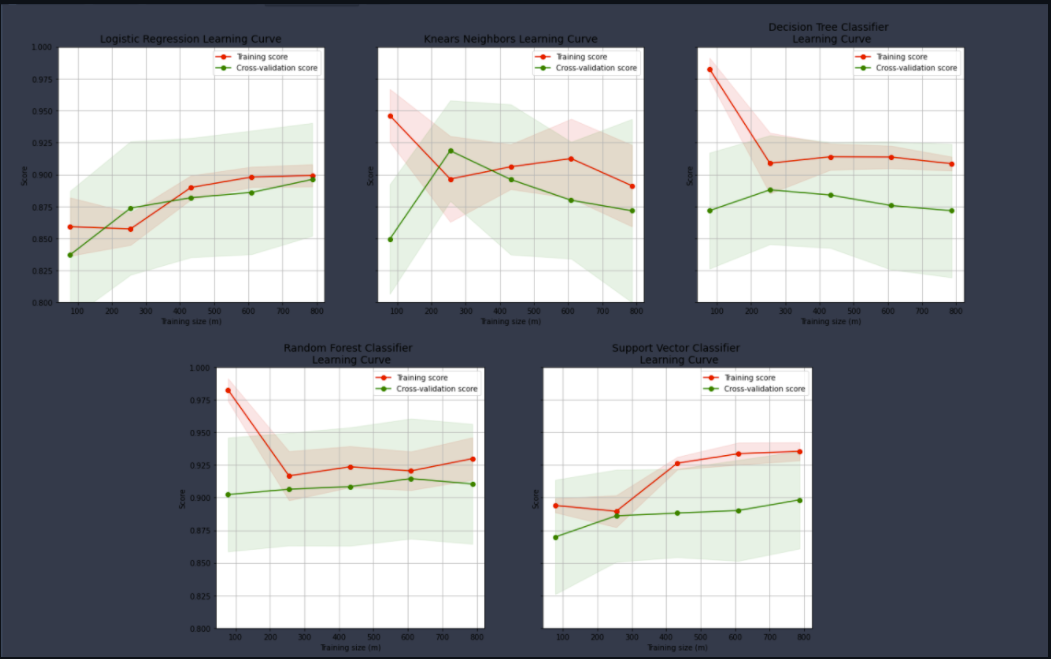 Logistic Regression Learning Curve
Training score
Cross-validation score
1.000
0.975
0.950
0.925
0.900
0.875
0.850
0.825
0.800
Score
100 200 300 400 500 600 700 800
Training size (m)
Knears Neighbors Learning Curve
Training score
Cross-validation score
Score
100 200 300 400 500 600 700 800
Training size (m)
Decision Tree Classifier
Learning Curve
Training score
Cross-validation score
Score
100 200 300 400 500 600 700 800
Training size (m)
Random Forest Classifier
Learning Curve
Training score
Cross-validation score
1.000
0.975
0.950
0.925
0.900
0.875
0.850
0.825
0.800
Score
100 200 300 400 500 600 700 800
Training size (m)
Support Vector Classifier
Learning Curve
Training score
Cross-validation score
Score
100 200 300 400 500 600 700 800
Training size (m)